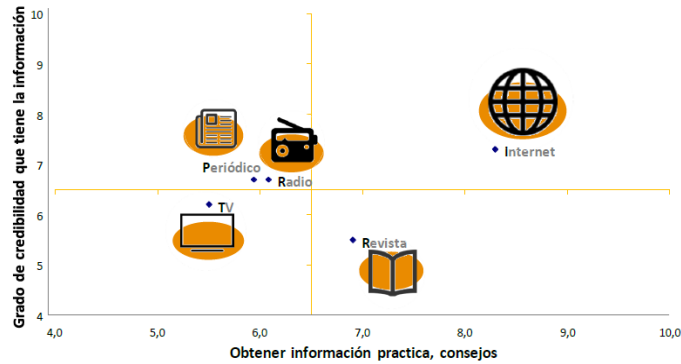 Grado de credibilidad que tiene la información
10
9
8
7
6
5
4
Periódico
Radio
Internet
TV
Revista
4,0 5,0 6,0 7,0 8,0 9,0 10,0
Obtener información practica, consejos